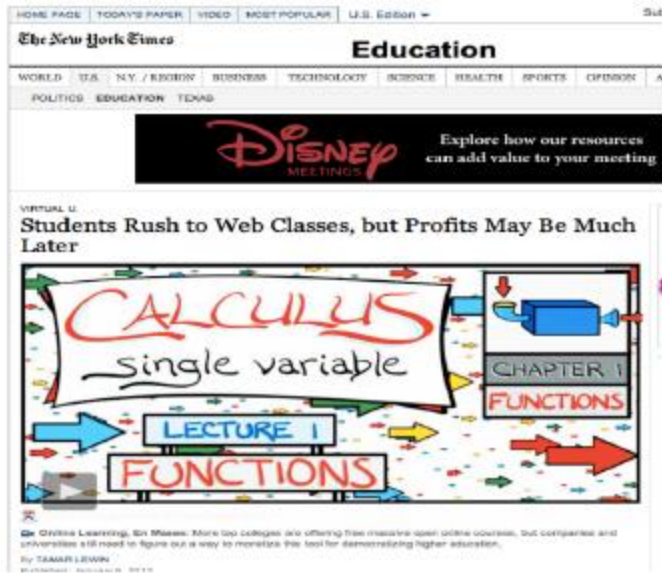 HOME PAGE TODAY'S PAPER VIDEO MOST POPULAR U.S. Edition
The New York Times
Education
WORLD U.S. N.Y. / REGION BUSINESS TECHNOLOGY SCIENCE HEALTH SPORTS OPINION
POLITICS EDUCATION TEXAS
DISNEY
MEETINGS
Explore how our resources
can add value to your meeting
VIRTUAL U.
Students Rush to Web Classes, but Profits May Be Much
Later
CALCULUS
single variable
CHAPTER 1
FUNCTIONS
LECTURE 1
FUNCTIONS
Online Learning, En Masse: More top colleges are offering free massive open online courses, but companies and
universities still need to figure out a way to monetize this tool for democratizing higher education.
By TAMAR LEWIN
Published: January 6, 2013